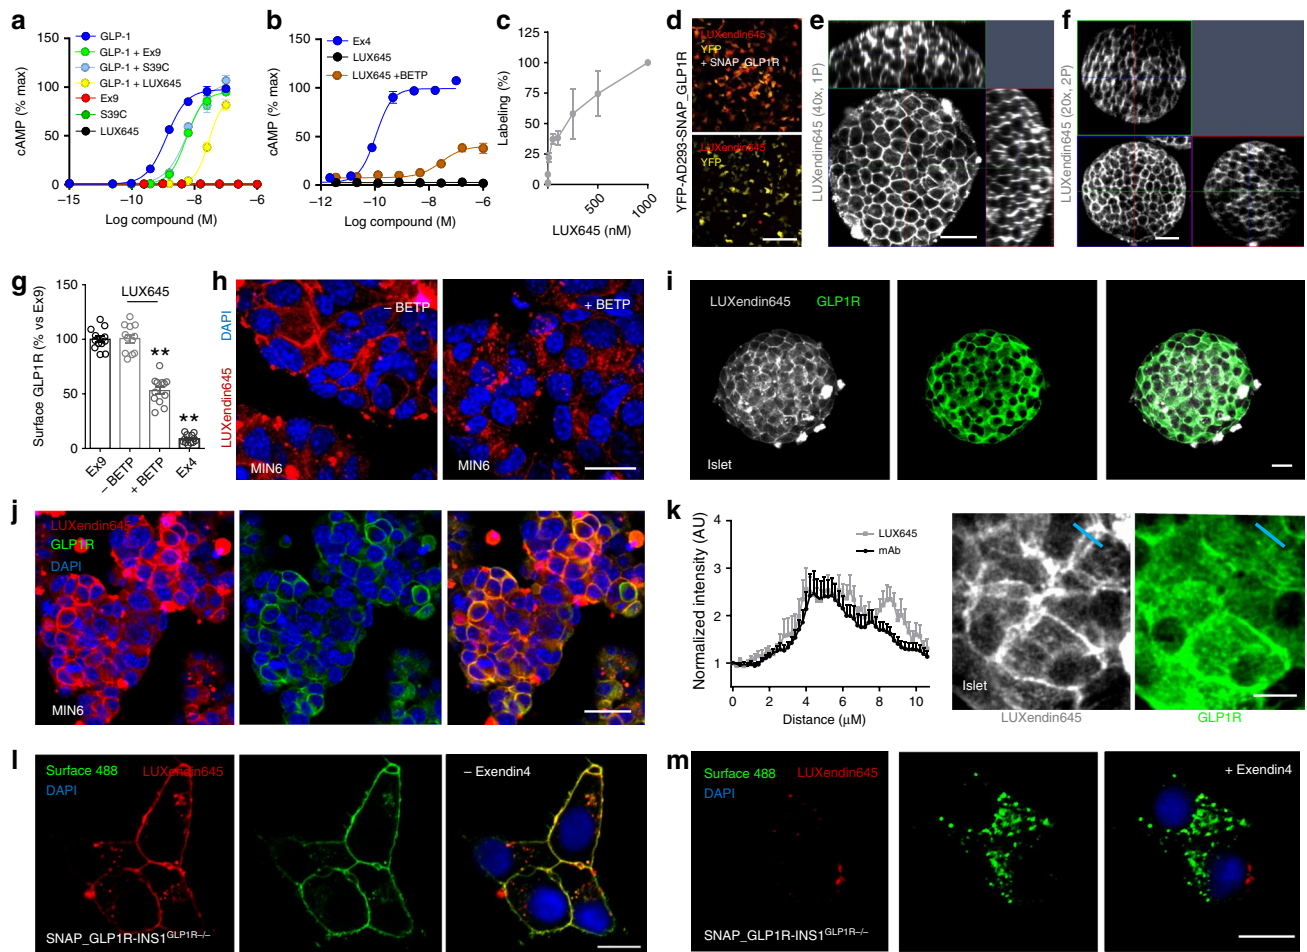 a
GLP-1
GLP-1 + Ex9
GLP-1 + S39C
GLP-1 + LUX645
Ex9
S39C
LUX645
cAMP (% max)
150
100
50
0
−15
−10
−8
−6
Log compound (M)
b
Ex4
LUX645
LUX645 +BETP
cAMP (% max)
150
100
50
0
−12
−10
−8
−6
Log compound (M)
c
Labeling (%)
125
100
75
50
25
0
500
1000
LUX645 (nM)
d
YFP-AD293-SNAP_GLP1R
LUXendin645
YFP
+ SNAP_GLP1R
LUXendin645
YFP
e
LUXendin645 (40x, 1P)
f
LUXendin645 (20x, 2P)
g
Surface GLP1R (% vs Ex9)
LUX645
150
100
50
0
**
**
Ex9
− BETP
+ BETP
Ex4
h
LUXendin645 DAPI
− BETP
MIN6
+ BETP
i
LUXendin645 GLP1R
Islet
j
LUXendin645
GLP1R
DAPI
MIN6
k
Normalized intensity (AU)
LUX645
mAb
4
3
2
1
0
2
4
6
8
10
Distance (μM)
Islet
LUXendin645
GLP1R
l
Surface 488 LUXendin645
DAPI
− Exendin4
SNAP_GLP1R-INS1GLP1R−/−
m
Surface 488 LUXendin645
DAPI
+ Exendin4
SNAP_GLP1R-INS1GLP1R−/−